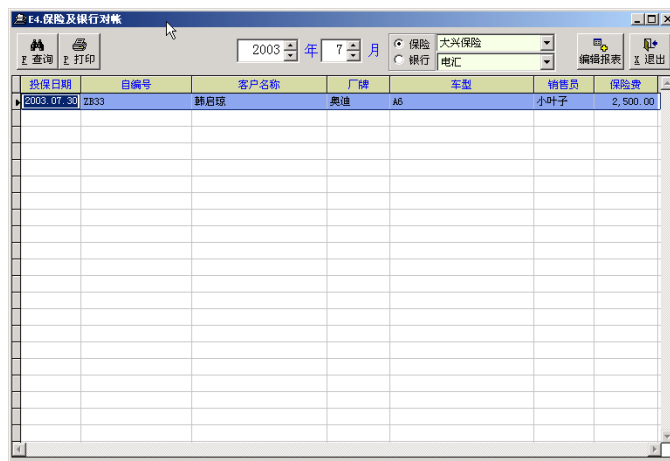 E4.保险及银行对帐
F 查询 P 打印 2003 年 7 月 保险 大兴保险 编辑报表 X 退出
银行 电汇
投保日期 自编号 客户名称 厂牌 车型 销售员 保险费
2003.07.30 ZB33 韩启琼 奥迪 A6 小叶子 2,500.00